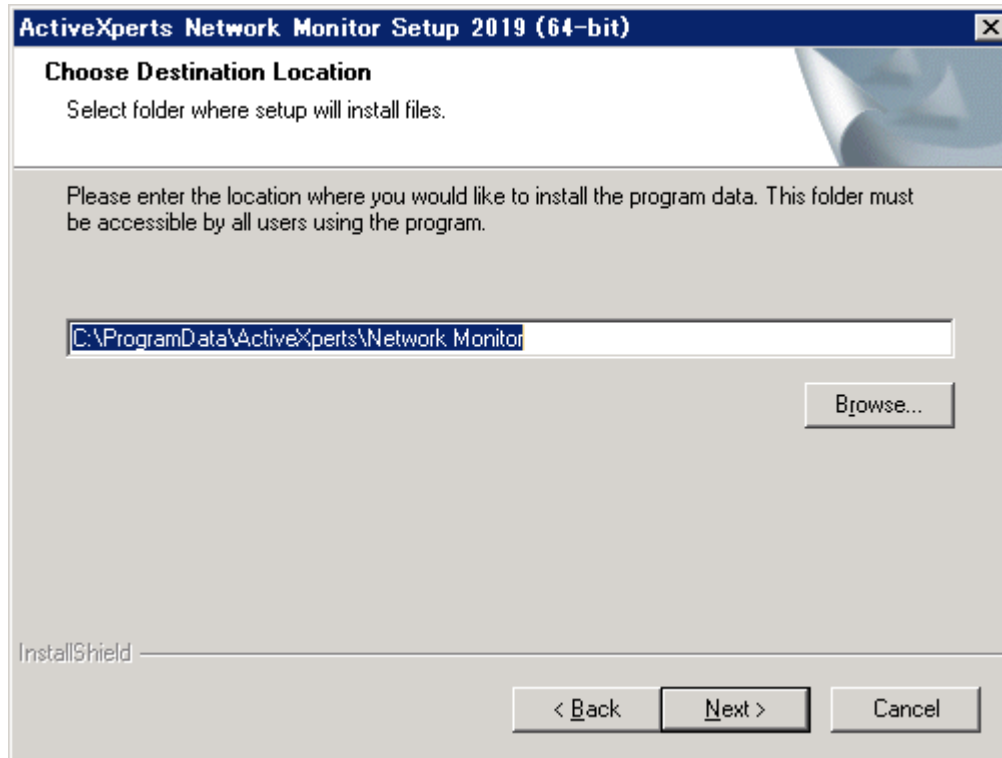 ActiveXperts Network Monitor Setup 2019 (64-bit)
Choose Destination Location
Select folder where setup will install files.
Please enter the location where you would like to install the program data. This folder must
be accessible by all users using the program.
C:\ProgramData\ActiveXperts\Network Monitor
Browse...
InstallShield
< Back
Next >
Cancel